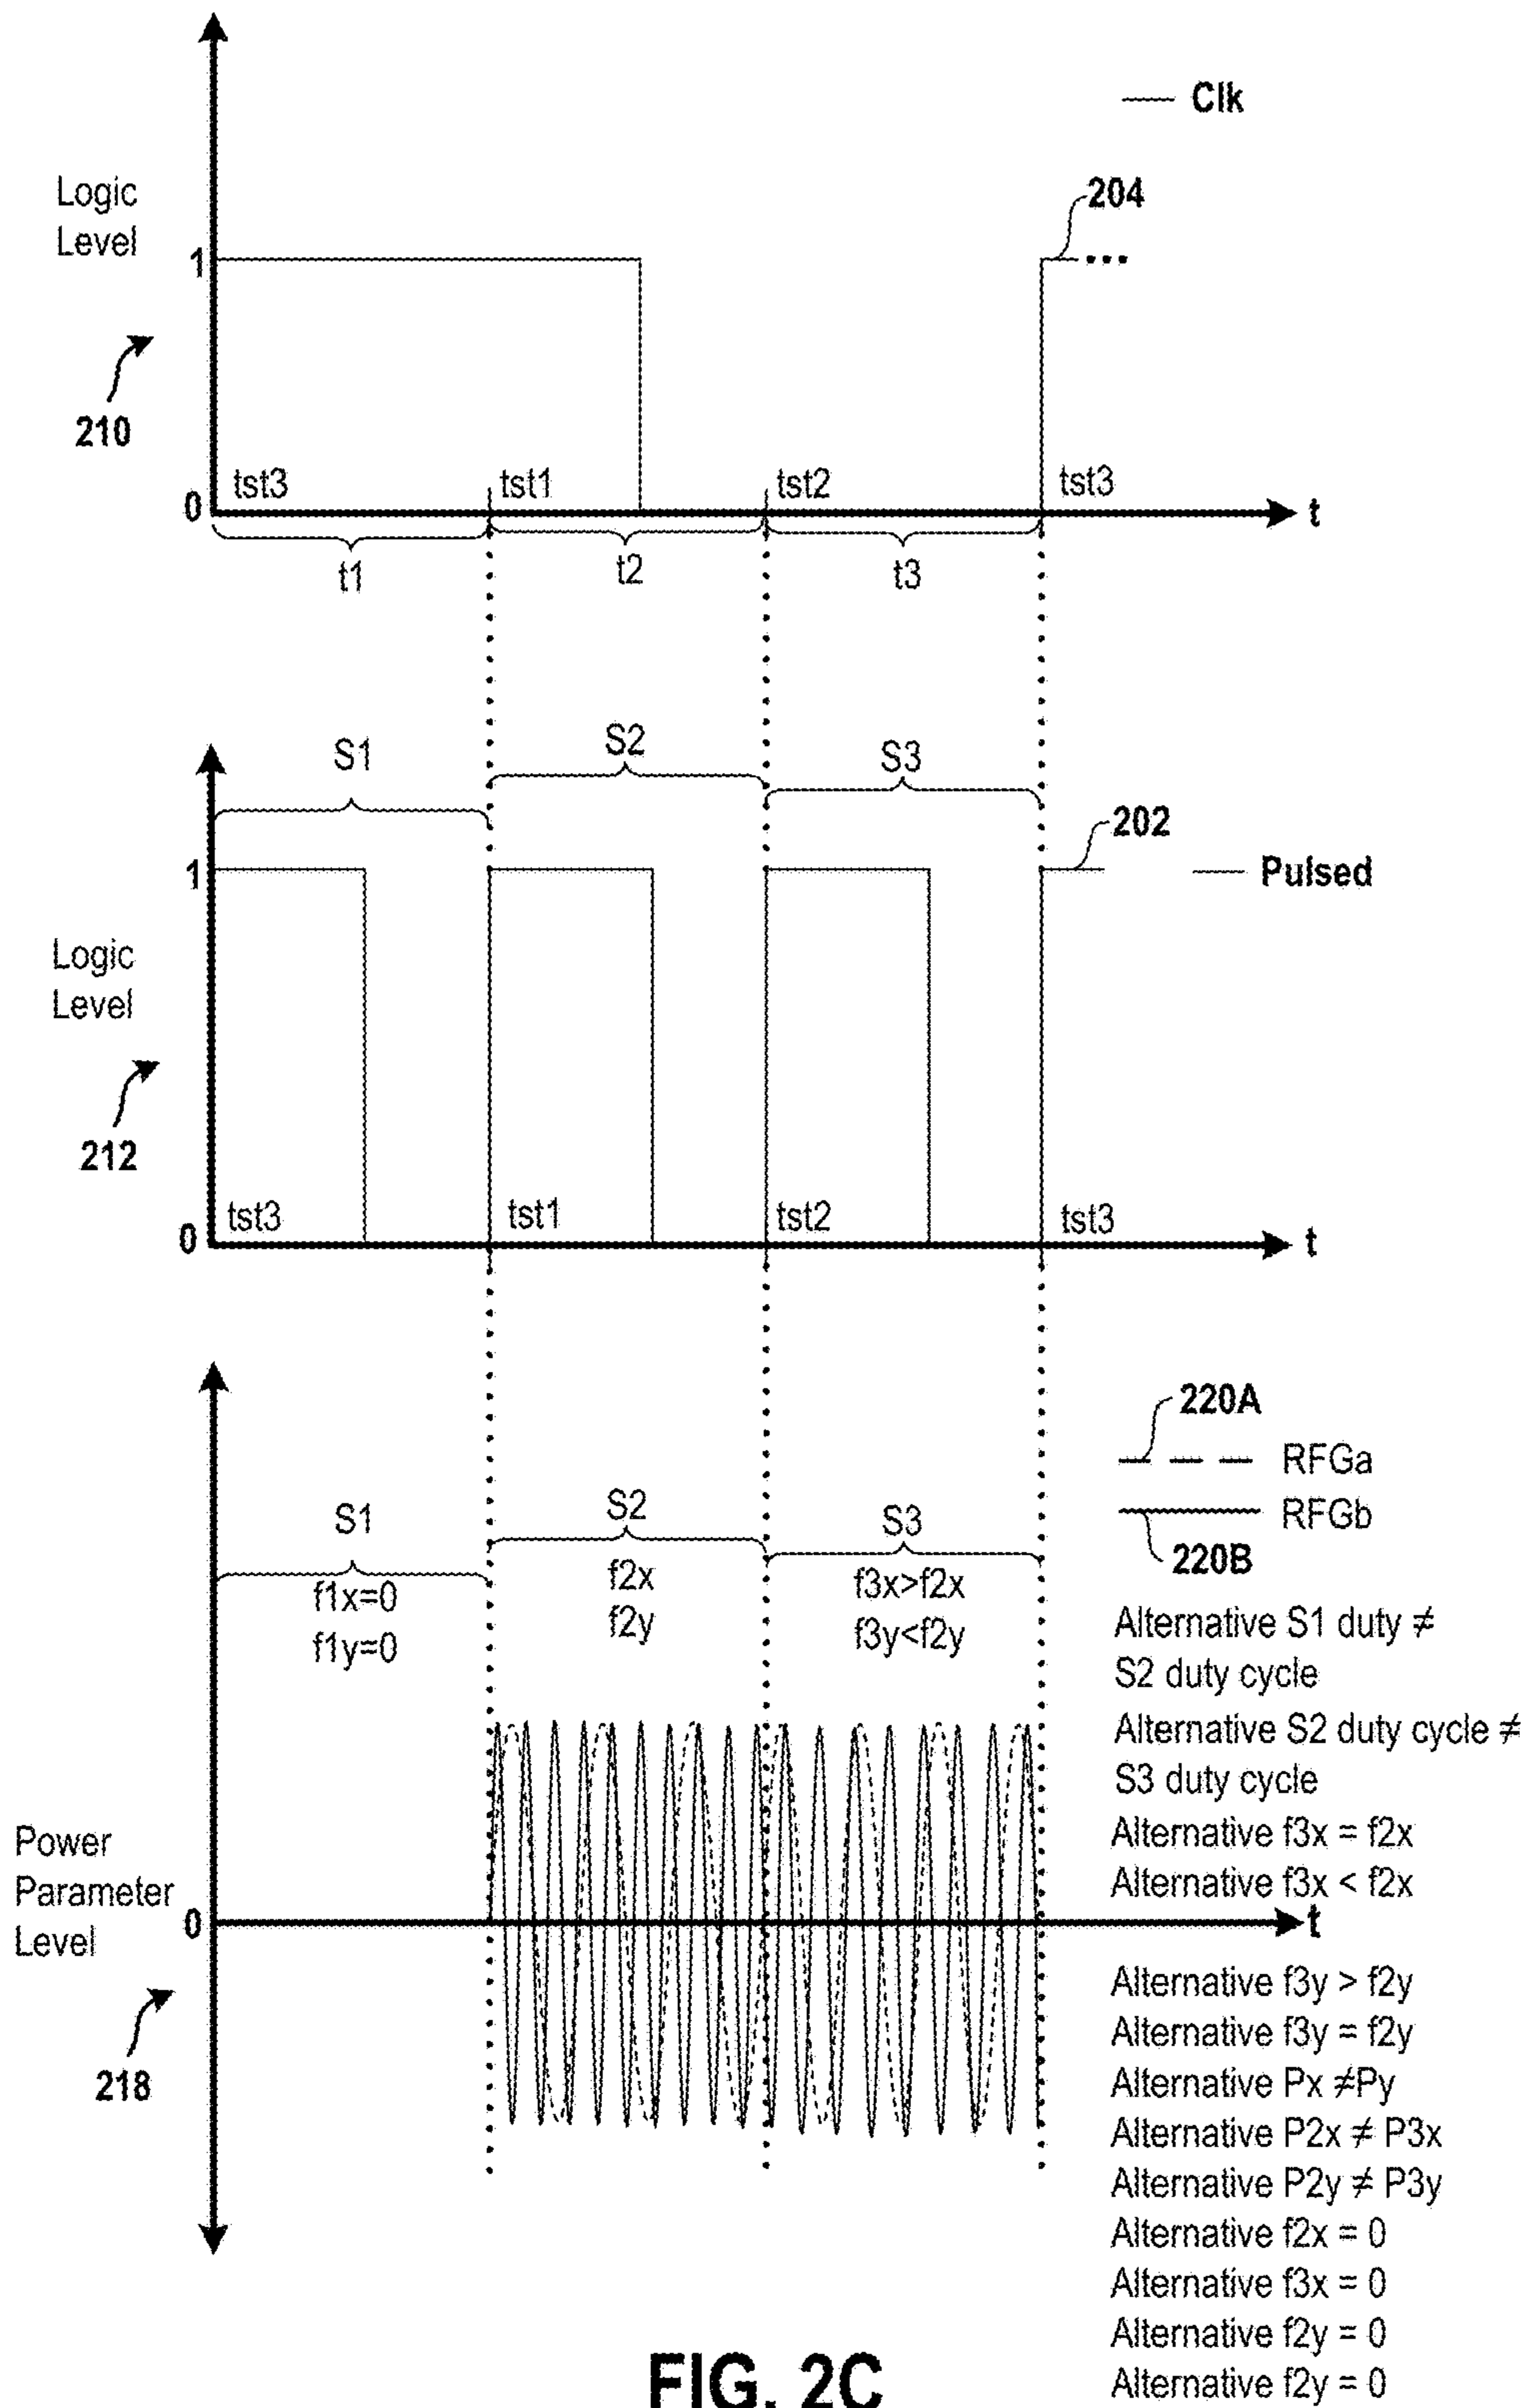 Clk
204
Logic
Level
1
...
210
0
tst3
tst1
tst2
tst3
t
t1
t2
t3
S1
S2
S3
202
1
Pulsed
Logic
Level
212
tst3
tst1
tst2
tst3
0
t
220A
RFGa
RFGb
220B
S1
S2
S3
f1x=0
f1y=0
f2x
f2y
f3x>f2x
f3y<f2y
Alternative S1 duty ≠
S2 duty cycle
Alternative S2 duty cycle ≠
S3 duty cycle
Alternative f3x = f2x
Alternative f3x < f2x
Power
Parameter
Level
0
t
218
Alternative f3y > f2y
Alternative f3y = f2y
Alternative Px ≠Py
Alternative P2x ≠ P3x
Alternative P2y ≠ P3y
Alternative f2x = 0
Alternative f3x = 0
Alternative f2y = 0
Alternative f2y = 0
FIG. 2C